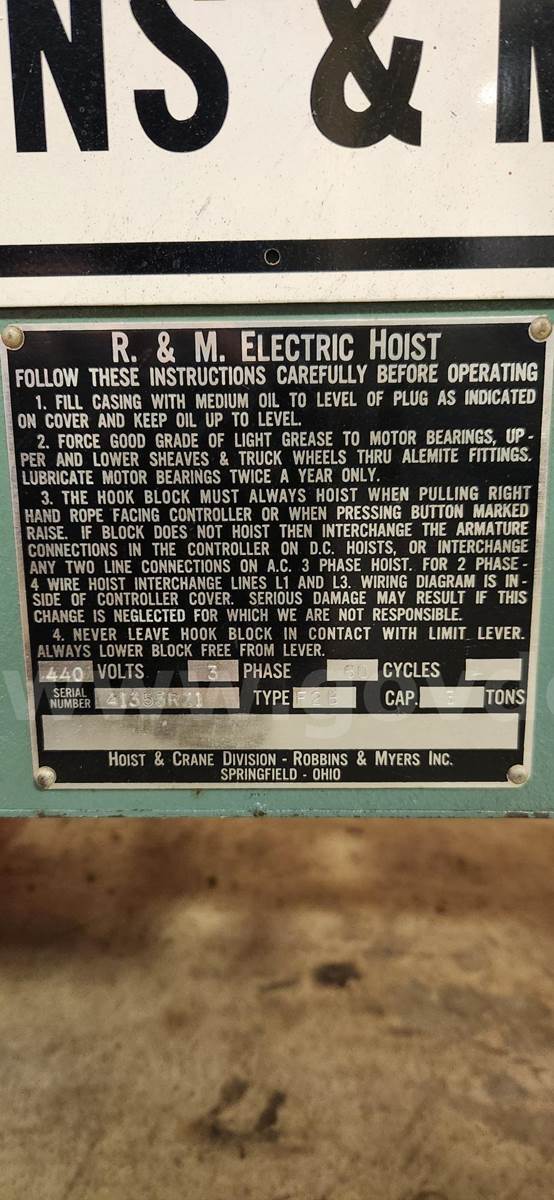 NS & M
R. & M. ELECTRIC HOIST
FOLLOW THESE INSTRUCTIONS CAREFULLY BEFORE OPERATING
1. FILL CASING WITH MEDIUM OIL TO LEVEL OF PLUG AS INDICATED
ON COVER AND KEEP OIL UP TO LEVEL.
2. FORCE GOOD GRADE OF LIGHT GREASE TO MOTOR BEARINGS, UP-
PER AND LOWER SHEAVES & TRUCK WHEELS THRU ALEMITE FITTINGS.
LUBRICATE MOTOR BEARINGS TWICE A YEAR ONLY.
3. THE HOOK BLOCK MUST ALWAYS HOIST WHEN PULLING RIGHT
HAND ROPE FACING CONTROLLER OR WHEN PRESSING BUTTON MARKED
RAISE. IF BLOCK DOES NOT HOIST THEN INTERCHANGE THE ARMATURE
CONNECTIONS IN THE CONTROLLER ON D.C. HOISTS, OR INTERCHANGE
ANY TWO LINE CONNECTIONS ON A.C. 3 PHASE HOIST. FOR 2 PHASE-
4 WIRE HOIST INTERCHANGE LINES L1 AND L3. WIRING DIAGRAM IS IN-
SIDE OF CONTROLLER COVER. SERIOUS DAMAGE MAY RESULT IF THIS
CHANGE IS NEGLECTED FOR WHICH WE ARE NOT RESPONSIBLE.
4. NEVER LEAVE HOOK BLOCK IN CONTACT WITH LIMIT LEVER.
ALWAYS LOWER BLOCK FREE FROM LEVER.
440 VOLTS 3 PHASE 60 CYCLES
SERIAL NUMBER TYPE CAP. TONS
HOIST & CRANE DIVISION - ROBBINS & MYERS INC.
SPRINGFIELD - OHIO